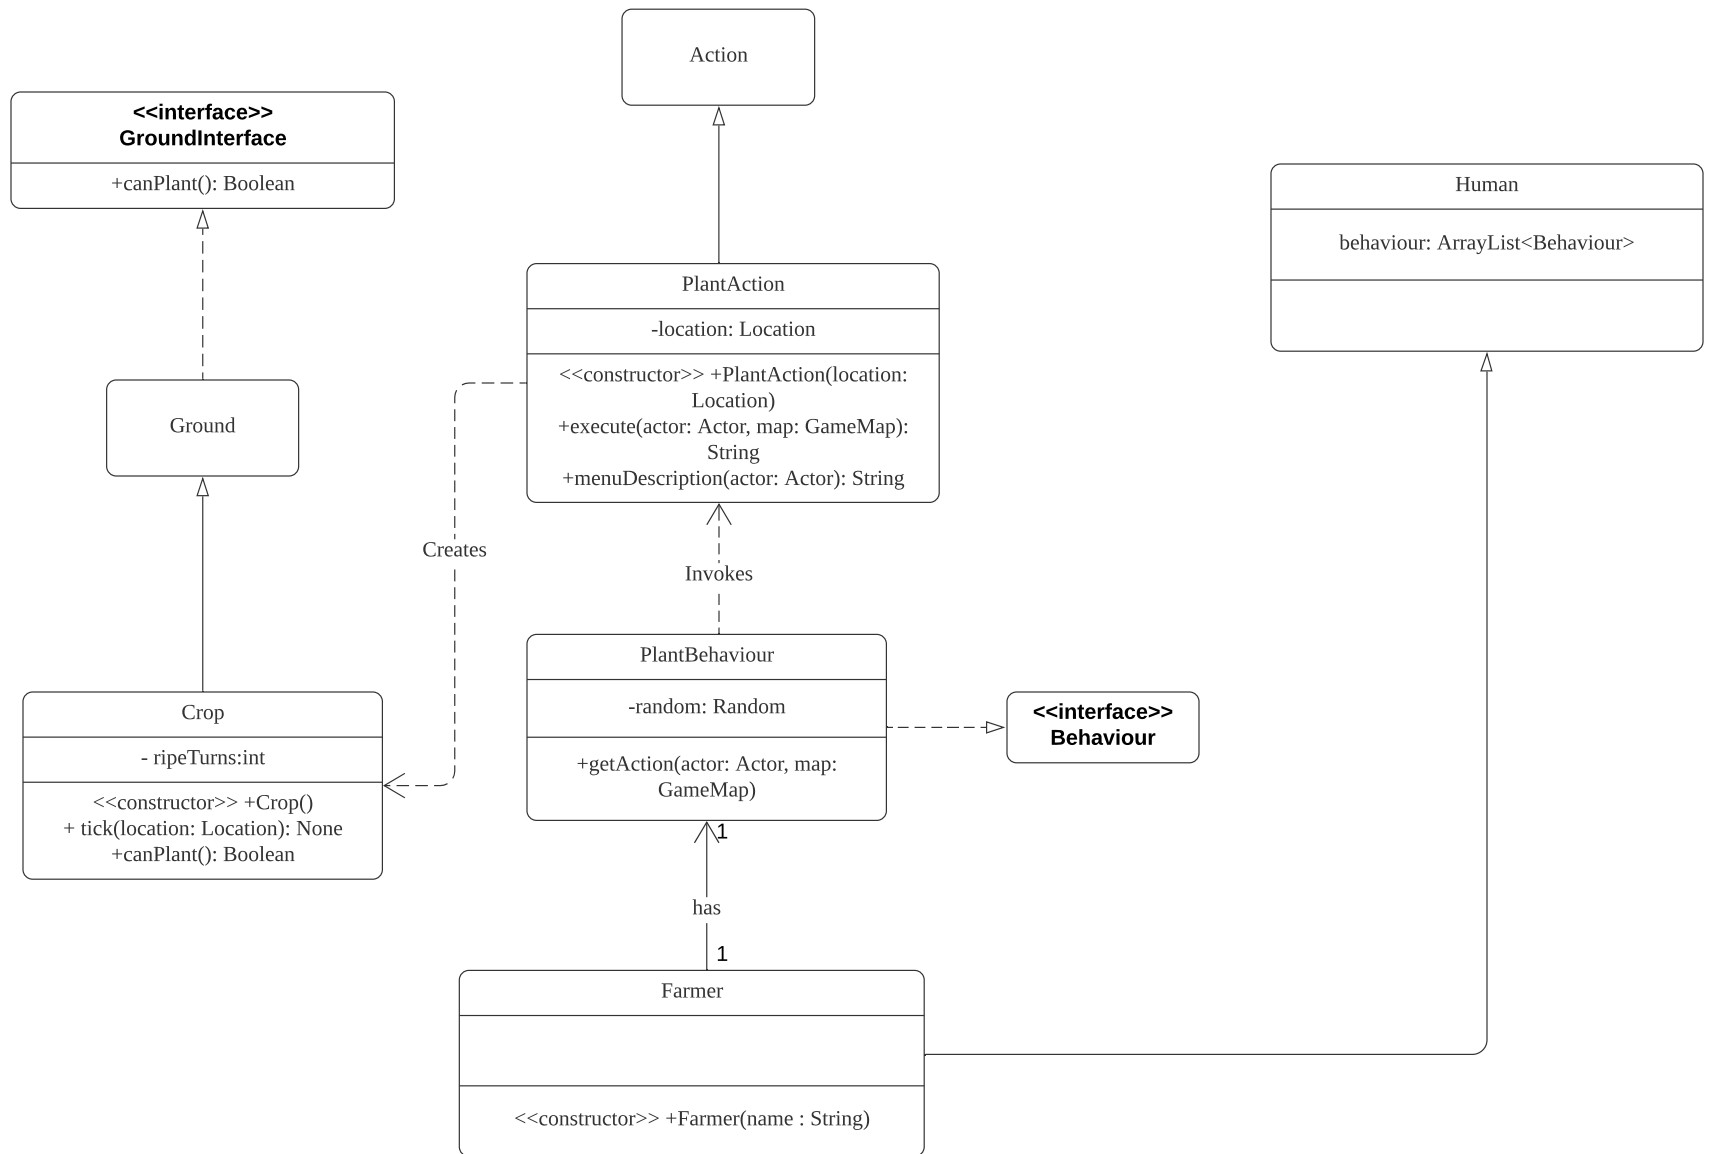 Action
<<interface>>
GroundInterface
+canPlant(): Boolean
Human
behaviour: ArrayList<Behaviour>
PlantAction
-location: Location
<<constructor>> +PlantAction(location:
Location)
+execute(actor: Actor, map: GameMap):
String
+menuDescription(actor: Actor): String
Ground
Creates
Invokes
PlantBehaviour
-random: Random
+getAction(actor: Actor, map:
GameMap)
<<interface>>
Behaviour
Crop
- ripeTurns:int
<<constructor>> +Crop()
+ tick(location: Location): None
+canPlant(): Boolean
1
has
1
Farmer
<<constructor>> +Farmer(name : String)